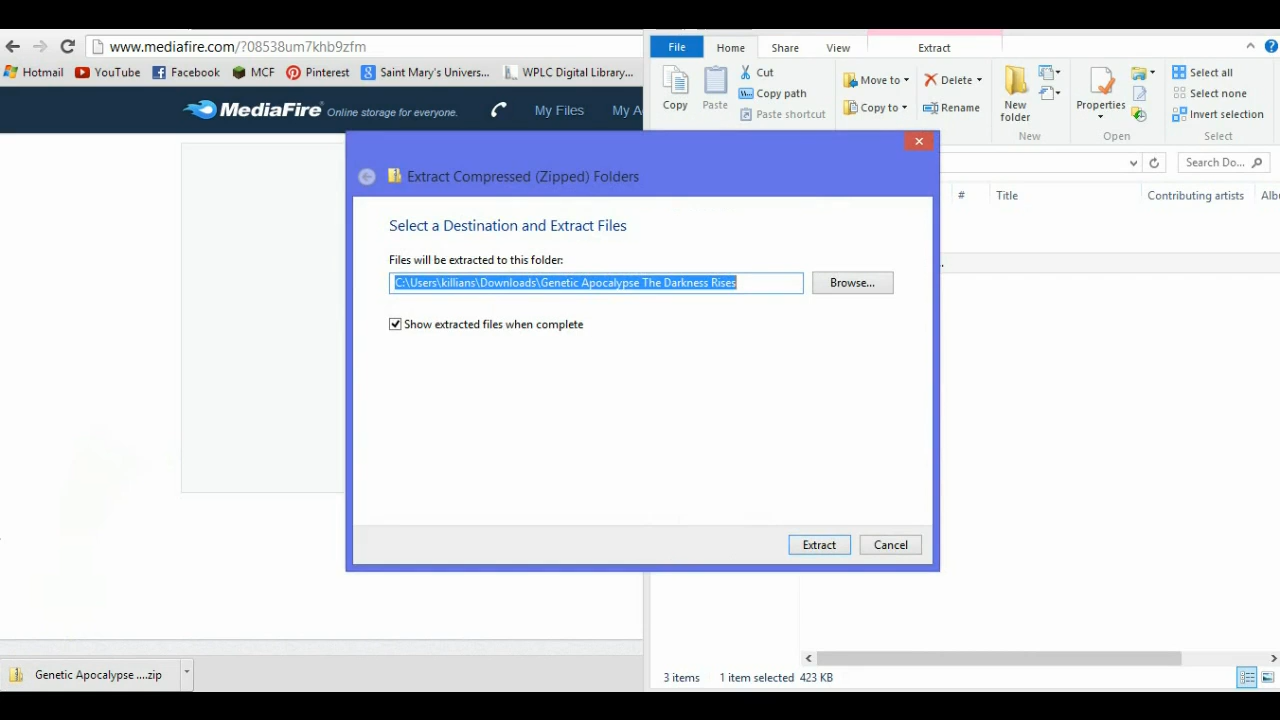 www.mediafire.com/?08538um7khb9zfm
Hotmail YouTube Facebook MCF Pinterest Saint Mary's Univers... WPLC Digital Library...
MediaFire Online storage for everyone. My Files My A
File Home Share View Extract
Copy Paste Cut Copy path Paste shortcut
Move to Copy to Delete Rename
New folder New
Properties Open
Select all
Select none
Invert selection
Select
Search Do...
# Title Contributing artists Albu
Extract Compressed (Zipped) Folders
Select a Destination and Extract Files
Files will be extracted to this folder:
C:\Users\killians\Downloads\Genetic Apocalypse The Darkness Rises
Browse...
Show extracted files when complete
Extract Cancel
Genetic Apocalypse ....zip
3 items 1 item selected 423 KB